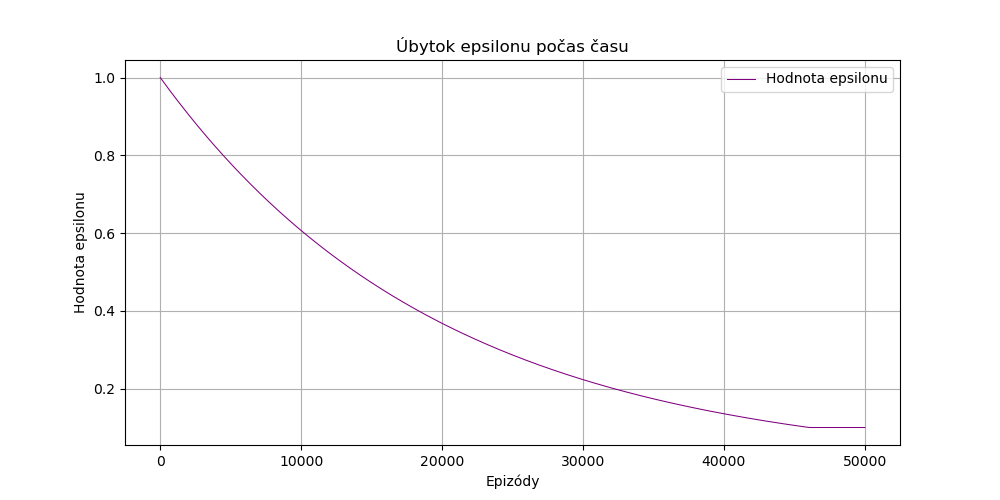 Úbytok epsilonu počas času
Hodnota epsilonu
Hodnota epsilonu
1.0
0.8
0.6
0.4
0.2
0 10000 20000 30000 40000 50000
Epizódy